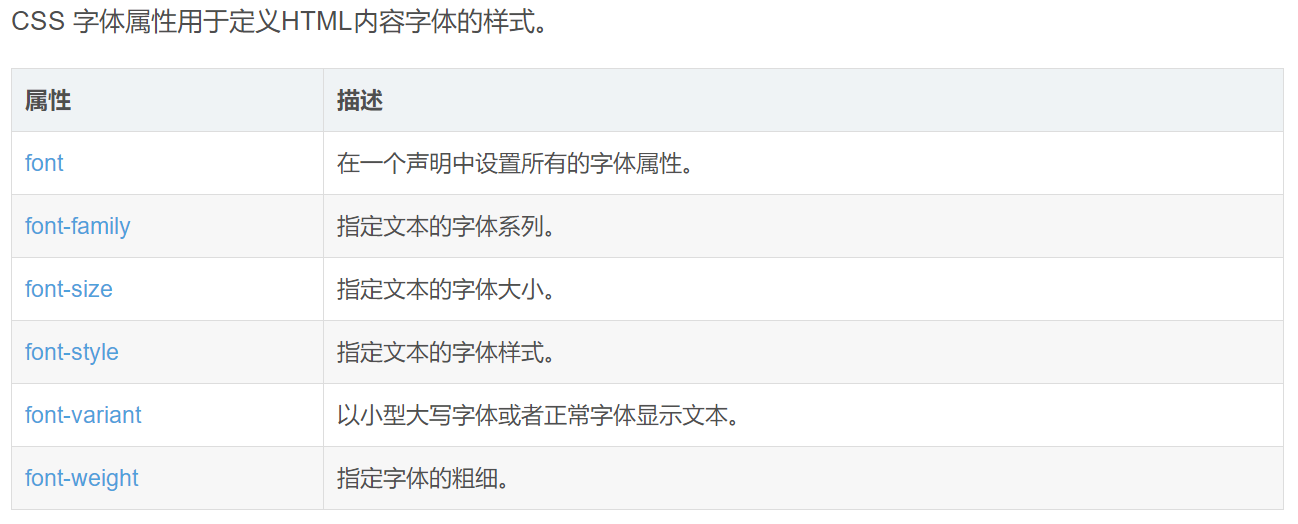 CSS 字体属性用于定义HTML内容字体的样式。
属性 描述
font 在一个声明中设置所有的字体属性。
font-family 指定文本的字体系列。
font-size 指定文本的字体大小。
font-style 指定文本的字体样式。
font-variant 以小型大写字体或者正常字体显示文本。
font-weight 指定字体的粗细。